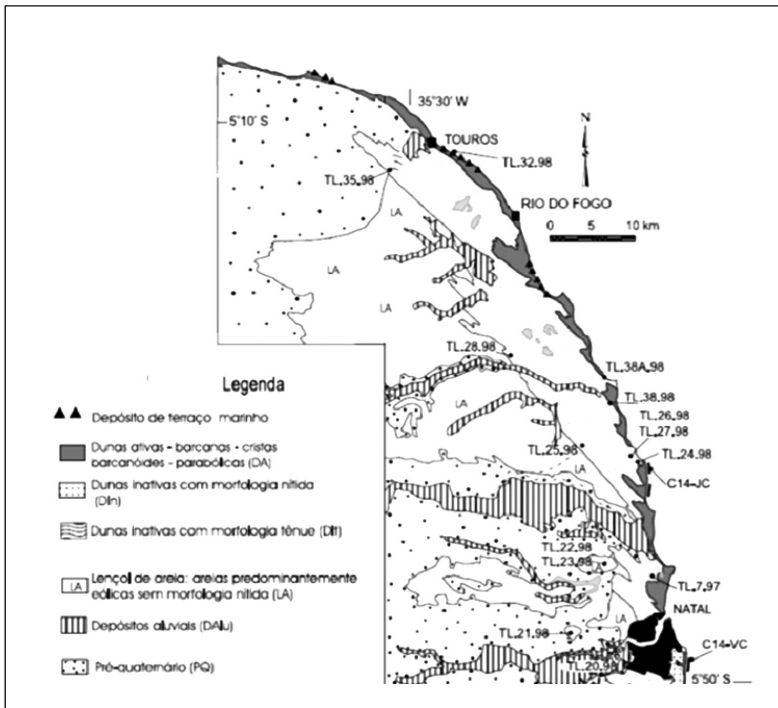 35°30' W
5°10' S
N
TOUROS
TL.32.98
TL.35.98
RIO DO FOGO
LA
0 5 10 km
LA
LA
TL.28.98
TL.38A.98
TL.38.98
LA
TL.26.98
TL.27.98
TL.25.98
TL.24.98
LA
C14-JC
TL.22.98
TL.23.98
TL.7.97
LA
NATAL
TL.21.98
C14-VC
TL.20.98
5°50' S
Legenda
Depósito de terraço marinho
Dunas ativas - barcanas - cristas
barcanóides - parabólicas (DA)
Dunas inativas com morfologia nítida
(DIn)
Dunas inativas com morfologia tênue (DIt)
LA
Lençol de areia: areias predominantemente
eólicas sem morfologia nítida (LA)
Depósitos aluviais (DAlu)
Pré-quaternário (PQ)